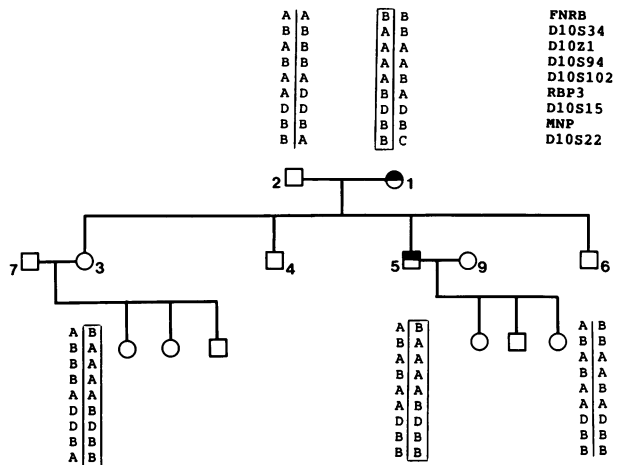 A A B B FNRB
B B A B D10S34
A B A A D10Z1
B B A A D10S94
A A A B D10S102
A D B A RBP3
D D D D D10S15
B B B B MNP
B A B C D10S22
2 1
7 3 4 5 9 6
A B A B A B
B A B A B B
B A A A A A
B A B A B A
A A A A A B
A B A B A A
D D D D D D
B B B B B B
A B B B B B